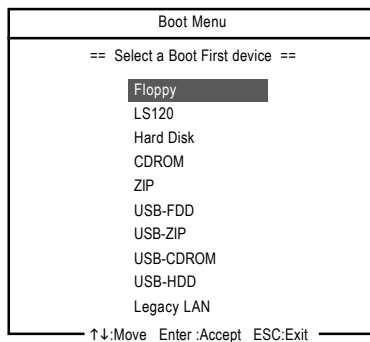 Boot Menu
== Select a Boot First device ==
Floppy
LS120
Hard Disk
CDROM
ZIP
USB-FDD
USB-ZIP
USB-CDROM
USB-HDD
Legacy LAN
↑↓:Move Enter :Accept ESC:Exit